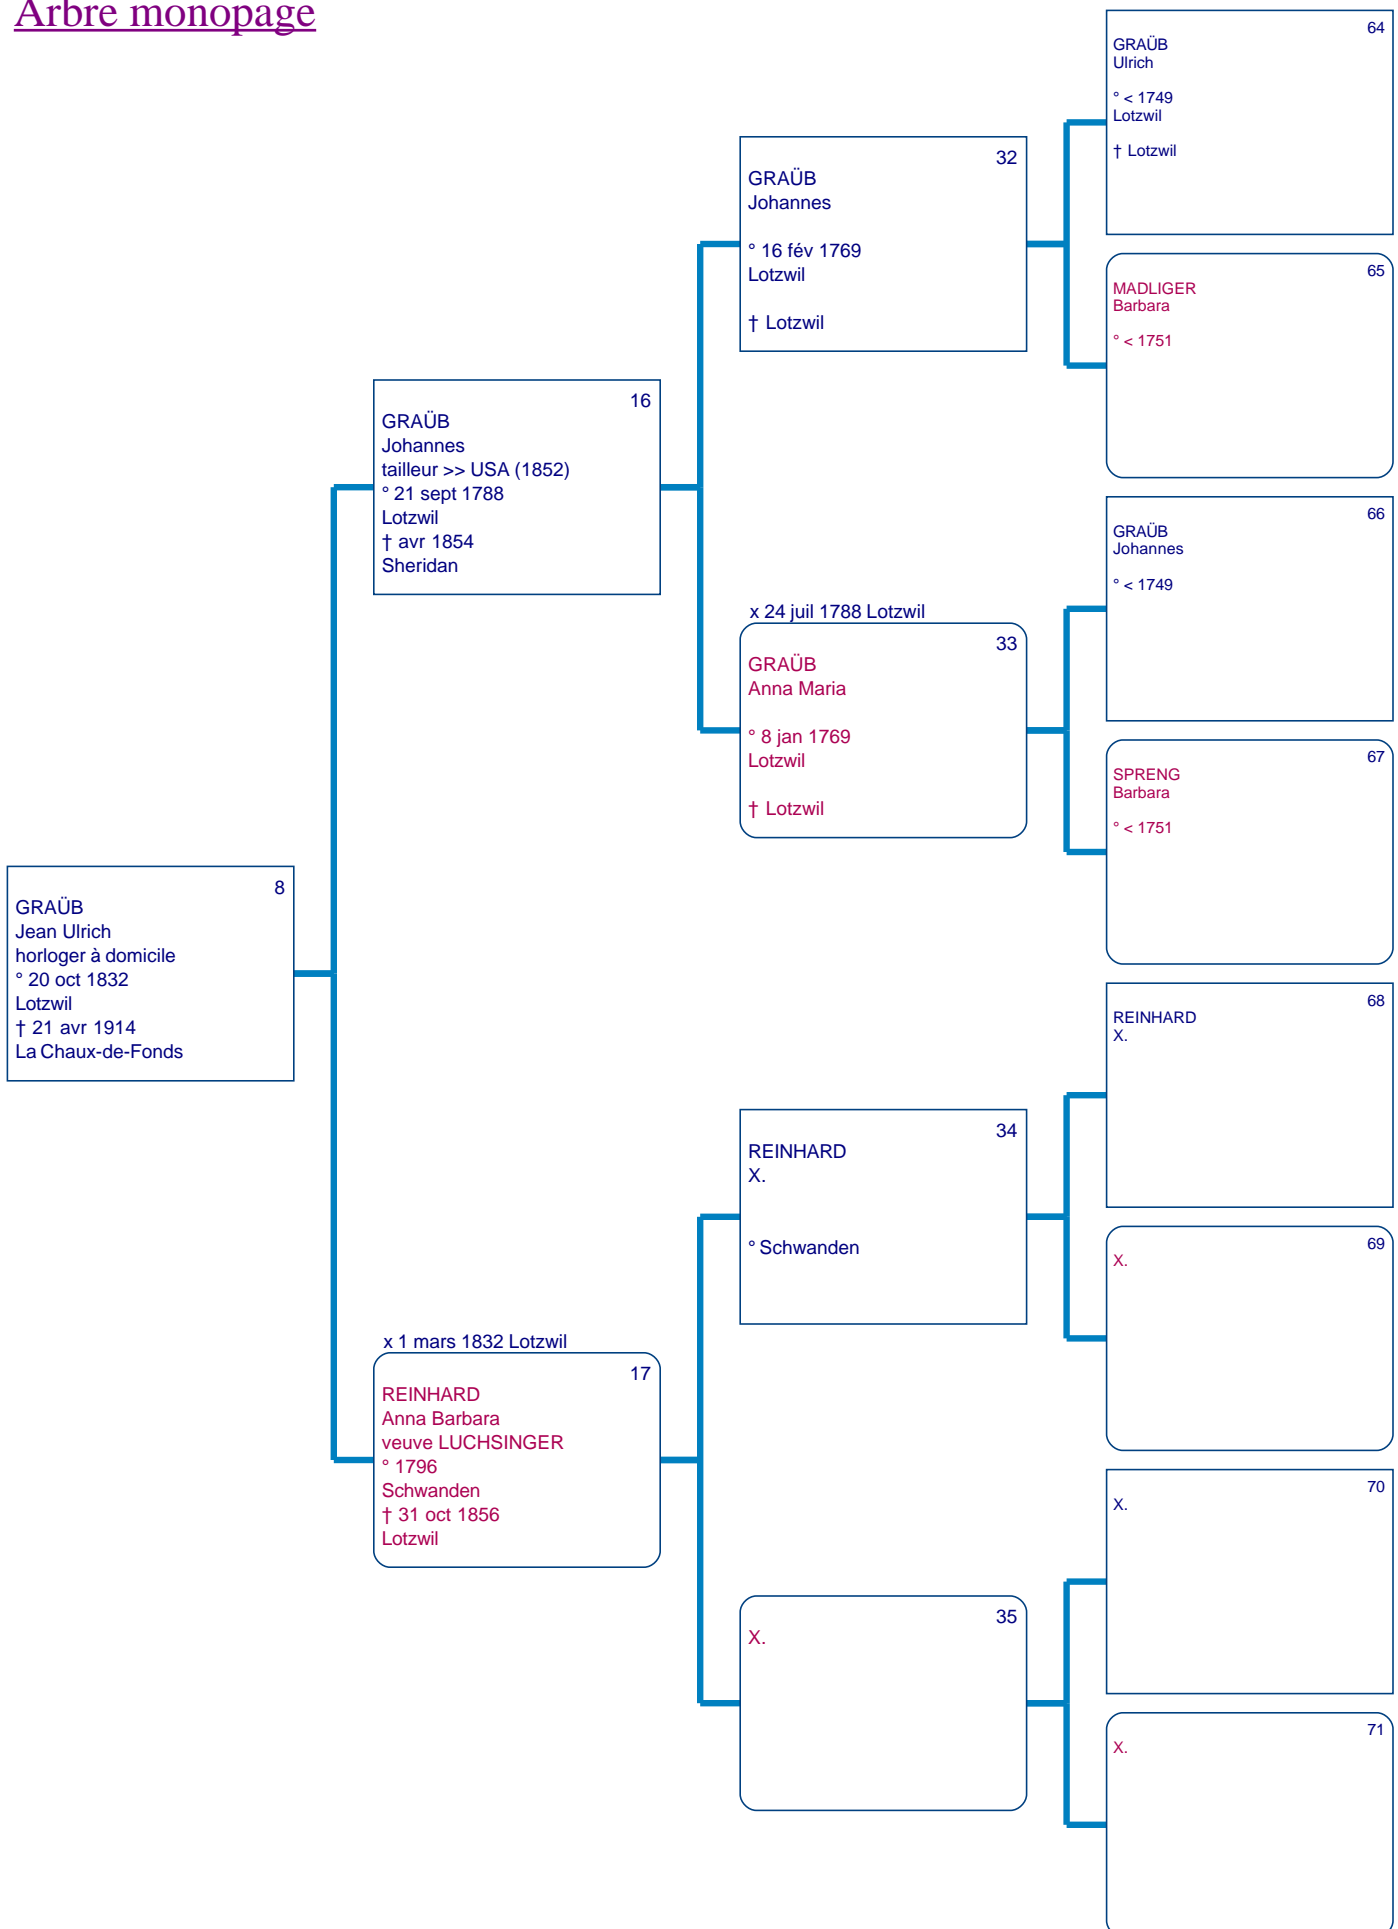 Arbre monopage
8
GRAÜB
Jean Ulrich
horloger à domicile
° 20 oct 1832
Lotzwil
† 21 avr 1914
La Chaux-de-Fonds
16
GRAÜB
Johannes
tailleur >> USA (1852)
° 21 sept 1788
Lotzwil
† avr 1854
Sheridan
x 1 mars 1832 Lotzwil
17
REINHARD
Anna Barbara
veuve LUCHSINGER
° 1796
Schwanden
† 31 oct 1856
Lotzwil
32
GRAÜB
Johannes
° 16 fév 1769
Lotzwil
† Lotzwil
x 24 juil 1788 Lotzwil
33
GRAÜB
Anna Maria
° 8 jan 1769
Lotzwil
† Lotzwil
34
REINHARD
X.
° Schwanden
35
X.
64
GRAÜB
Ulrich
° < 1749
Lotzwil
† Lotzwil
65
MADLIGER
Barbara
° < 1751
66
GRAÜB
Johannes
° < 1749
67
SPRENG
Barbara
° < 1751
68
REINHARD
X.
69
X.
70
X.
71
X.